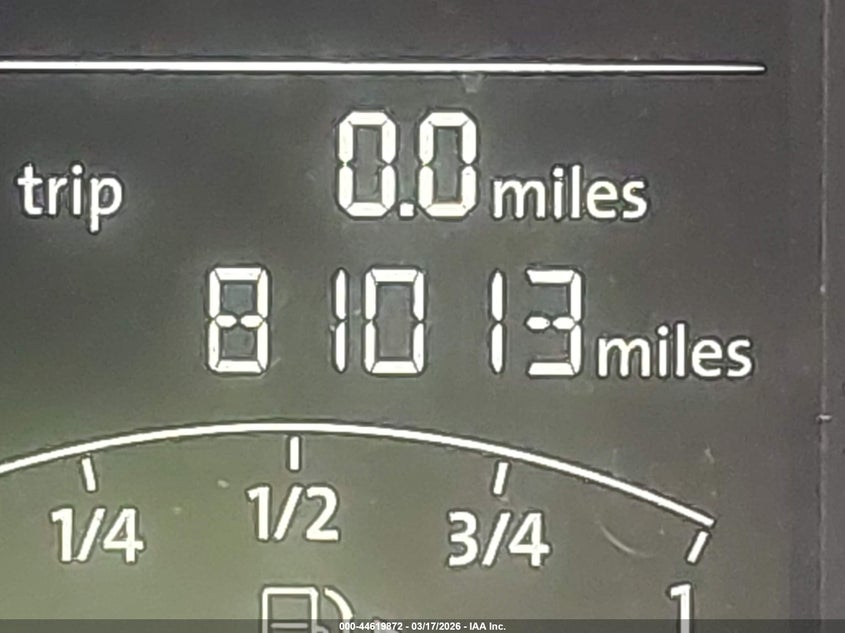 trip 0.0 miles
81013 miles
1/4 1/2 3/4 1
000-44619872 - 03/17/2026 - IAA Inc.